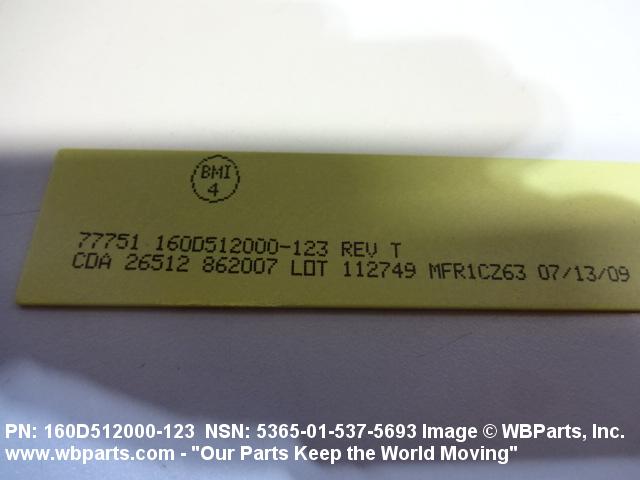 BMI
4
77751 160D512000-123 REV T
CDA 26512 862007 LOT 112749 MFR1CZ63 07/13/09
PN: 160D512000-123 NSN: 5365-01-537-5693 Image © WBParts, Inc.
www.wbparts.com - "Our Parts Keep the World Moving"